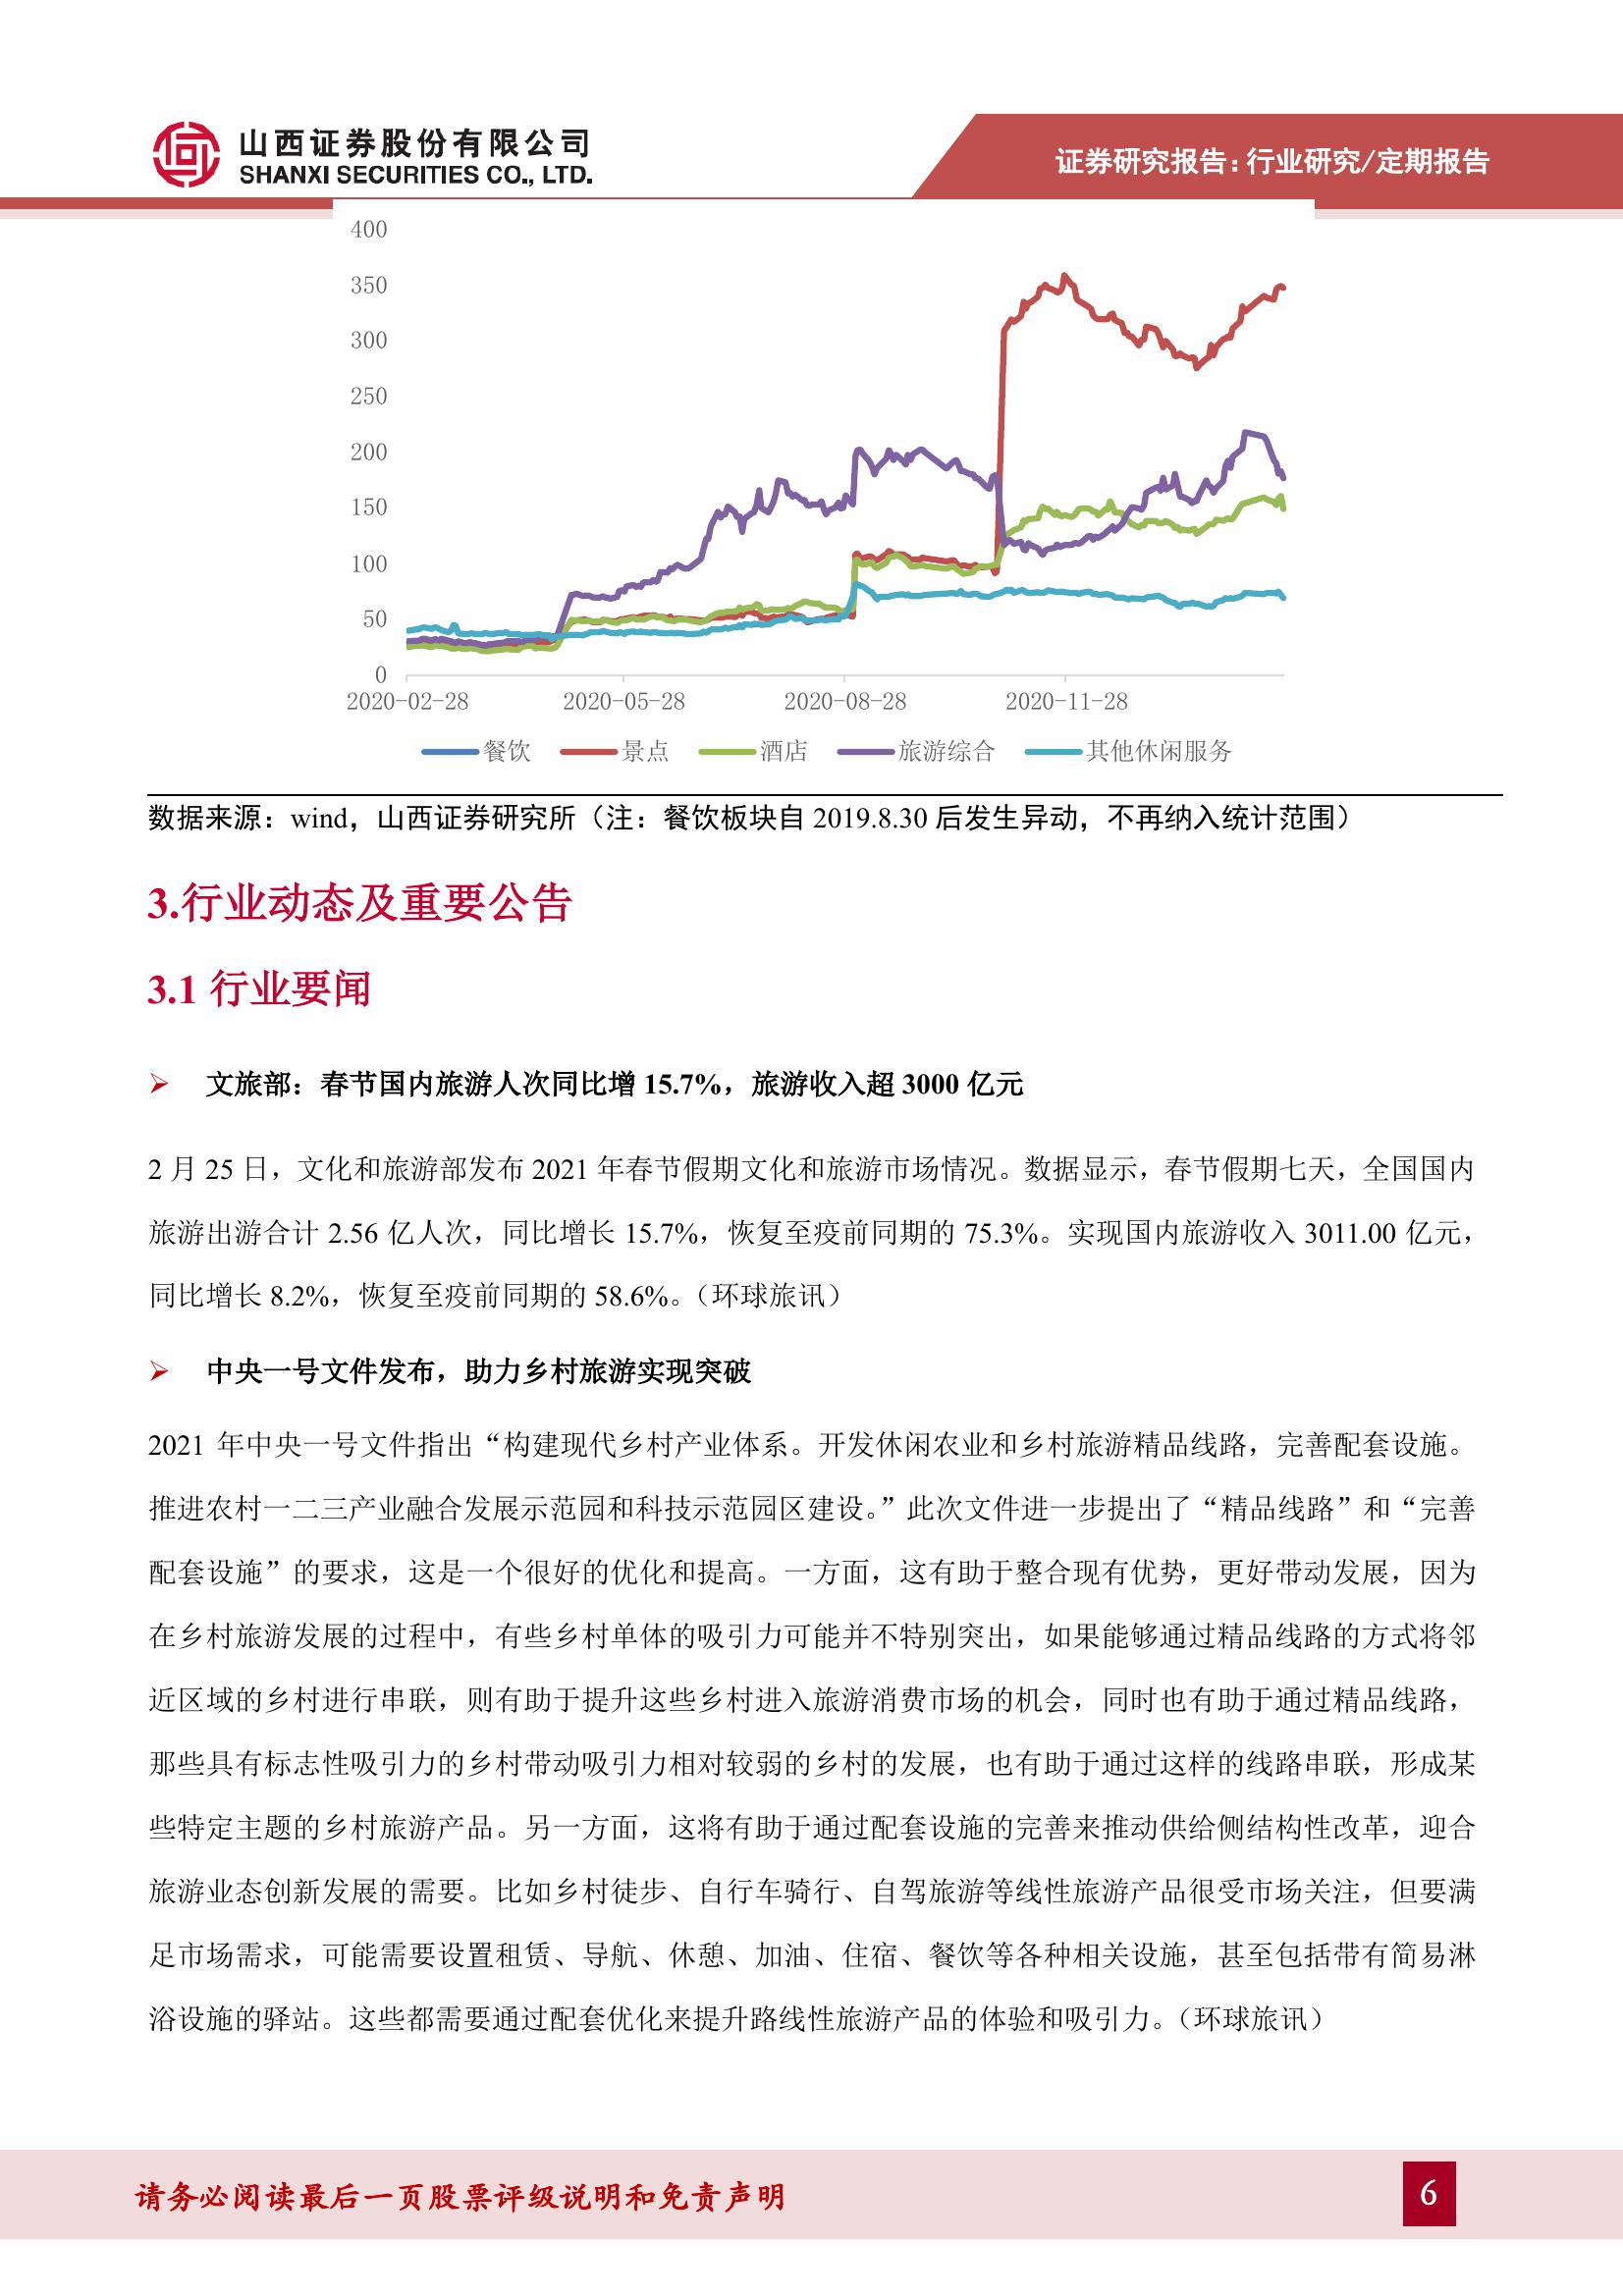 山西证券股份有限公司
SHANXI SECURITIES CO., LTD.
证券研究报告：行业研究/定期报告
400
350
300
250
200
150
100
50
0
2020-02-28 2020-05-28 2020-08-28 2020-11-28
餐饮 景点 酒店 旅游综合 其他休闲服务
数据来源：wind，山西证券研究所（注：餐饮板块自 2019.8.30 后发生异动，不再纳入统计范围）
3.行业动态及重要公告
3.1 行业要闻
➢ 文旅部：春节国内旅游人次同比增 15.7%，旅游收入超 3000 亿元
2 月 25 日，文化和旅游部发布 2021 年春节假期文化和旅游市场情况。数据显示，春节假期七天，全国国内
旅游出游合计 2.56 亿人次，同比增长 15.7%，恢复至疫前同期的 75.3%。实现国内旅游收入 3011.00 亿元，
同比增长 8.2%，恢复至疫前同期的 58.6%。（环球旅讯）
➢ 中央一号文件发布，助力乡村旅游实现突破
2021 年中央一号文件指出“构建现代乡村产业体系。开发休闲农业和乡村旅游精品线路，完善配套设施。
推进农村一二三产业融合发展示范园和科技示范园区建设。”此次文件进一步提出了“精品线路”和“完善
配套设施”的要求，这是一个很好的优化和提高。一方面，这有助于整合现有优势，更好带动发展，因为
在乡村旅游发展的过程中，有些乡村单体的吸引力可能并不特别突出，如果能够通过精品线路的方式将邻
近区域的乡村进行串联，则有助于提升这些乡村进入旅游消费市场的机会，同时也有助于通过精品线路，
那些具有标志性吸引力的乡村带动吸引力相对较弱的乡村的发展，也有助于通过这样的线路串联，形成某
些特定主题的乡村旅游产品。另一方面，这将有助于通过配套设施的完善来推动供给侧结构性改革，迎合
旅游业态创新发展的需要。比如乡村徒步、自行车骑行、自驾旅游等线性旅游产品很受市场关注，但要满
足市场需求，可能需要设置租赁、导航、休憩、加油、住宿、餐饮等各种相关设施，甚至包括带有简易淋
浴设施的驿站。这些都需要通过配套优化来提升路线性旅游产品的体验和吸引力。（环球旅讯）
请务必阅读最后一页股票评级说明和免责声明
6